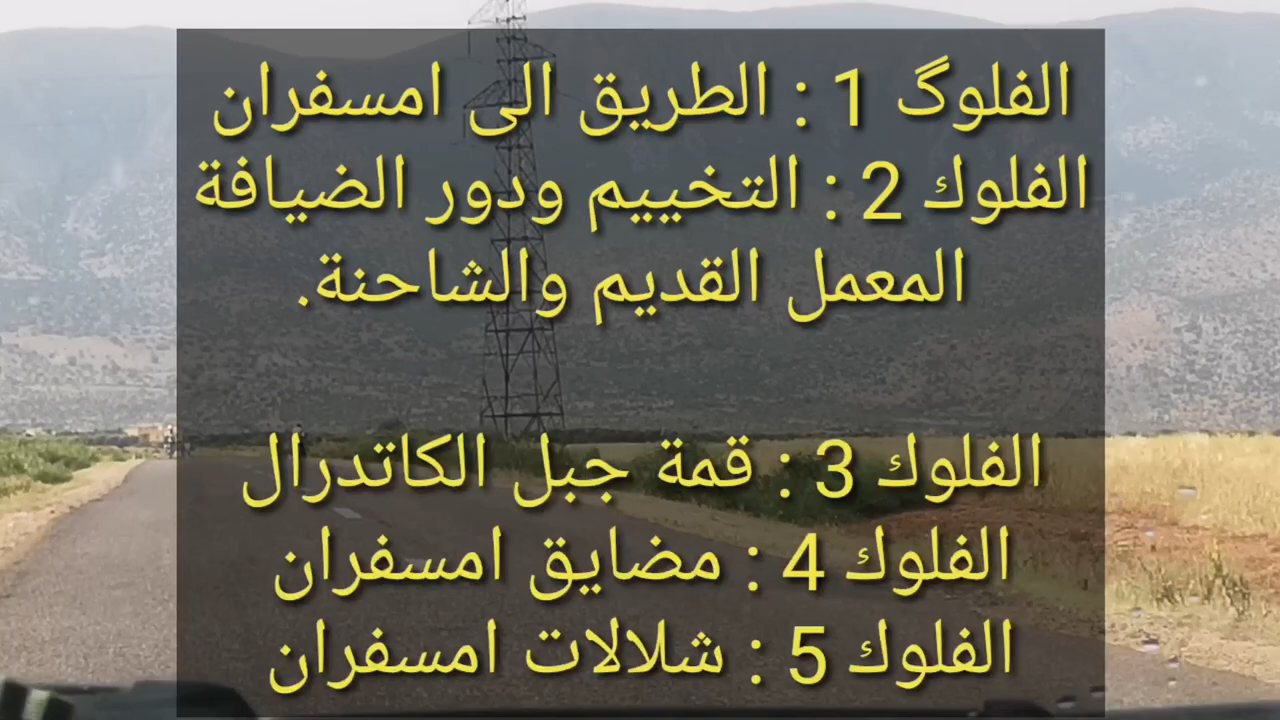 الفلوگ 1 : الطريق الى امسفران
الفلوك 2 : التخييم ودور الضيافة
المعمل القديم والشاحنة.
الفلوك 3 : قمة جبل الكاتدرال
الفلوك 4 : مضايق امسفران
الفلوك 5 : شلالات امسفران